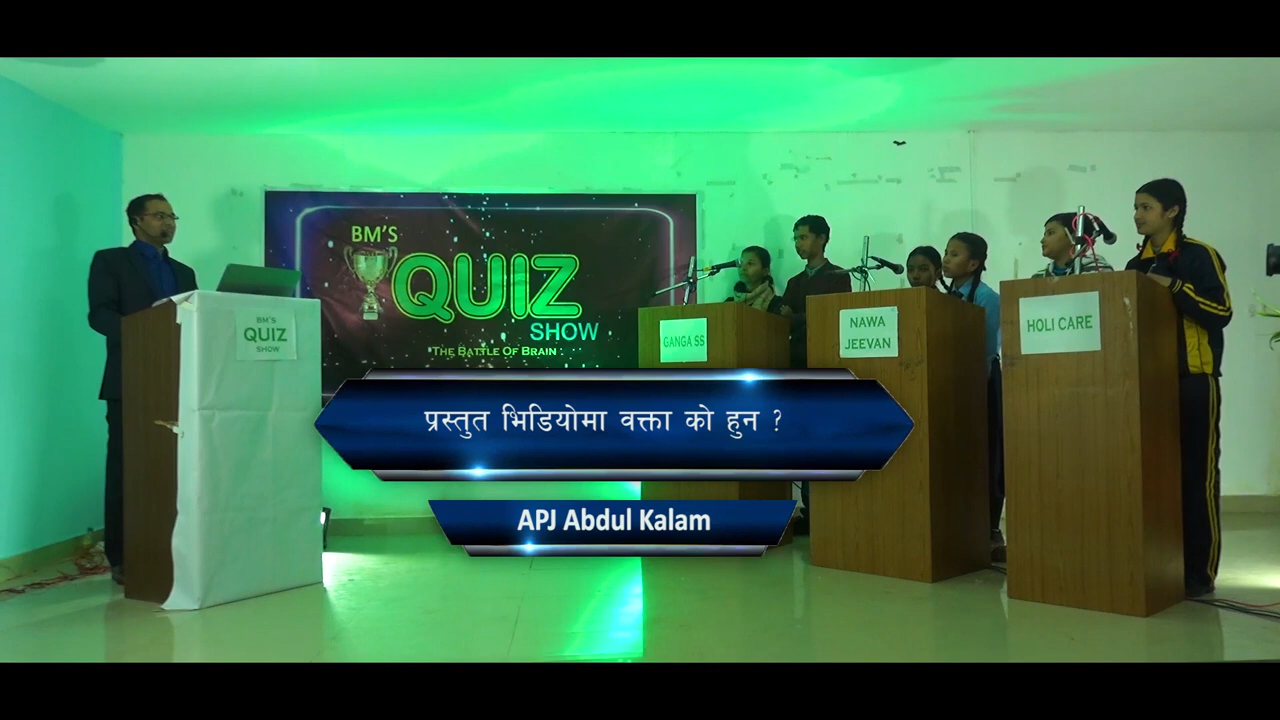 BM'S
QUIZ
SHOW
THE BATTLE OF BRAIN
BM'S
QUIZ
SHOW
GANGA SS
NAWA
JEEVAN
HOLI CARE
प्रस्तुत भिडियोमा वक्ता को हुन ?
APJ Abdul Kalam